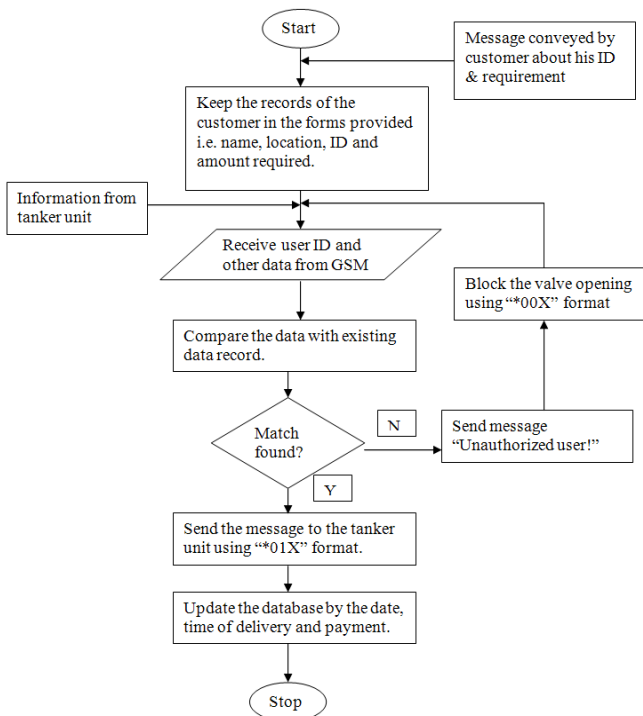 Start
Message conveyed by
customer about his ID
& requirement
Keep the records of the
customer in the forms provided
i.e. name, location, ID and
amount required.
Information from
tanker unit
Receive user ID and
other data from GSM
Block the valve opening
using “*00X” format
Compare the data with existing
data record.
Match
found?
N
Send message
“Unauthorized user!”
Y
Send the message to the tanker
unit using “*01X” format.
Update the database by the date,
time of delivery and payment.
Stop